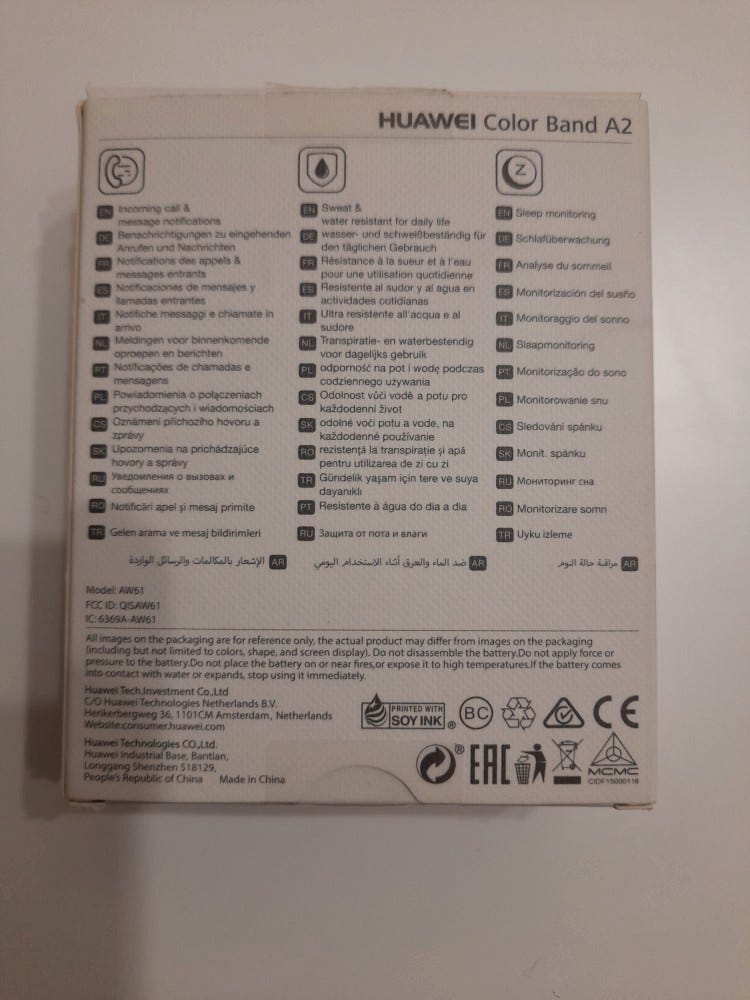 HUAWEI Color Band A2
EN Incoming call &
message notifications
DE Benachrichtigungen zu eingehenden
Anrufen und Nachrichten
FR Notifications des appels &
messages entrants
ES Notificaciones de mensajes y
llamadas entrantes
IT Notifiche messaggi e chiamate in
arrivo
NL Meldingen voor binnenkomende
oproepen en berichten
PT Notificações de chamadas e
mensagens
PL Powiadomienia o połączeniach
przychodzących i wiadomościach
CS Oznámení příchozího hovoru a
zprávy
SK Upozornenia na prichádzajúce
hovory a správy
RU Уведомления о вызовах и
сообщениях
RO Notificări apel și mesaj primite
TR Gelen arama ve mesaj bildirimleri
AR الإشعار بالمكالمات والرسائل الواردة
EN Sweat &
water resistant for daily life
DE wasser- und schweißbeständig für
den täglichen Gebrauch
FR Résistance à la sueur et à l'eau
pour une utilisation quotidienne
ES Resistente al sudor y al agua en
actividades cotidianas
IT Ultra resistente all'acqua e al
sudore
NL Transpiratie- en waterbestendig
voor dagelijks gebruik
PL odporność na pot i wodę podczas
codziennego używania
CS Odolnost vůči vodě a potu pro
každodenní život
SK odolné voči potu a vode, na
každodenné používanie
RO rezistență la transpirație și apă
pentru utilizarea de zi cu zi
TR Gündelik yaşam için tere ve suya
dayanıklı
PT Resistente à água do dia a dia
RU Защита от пота и влаги
AR ضد الماء والعرق أثناء الاستخدام اليومي
Z
EN Sleep monitoring
DE Schlafüberwachung
FR Analyse du sommeil
ES Monitorización del sueño
IT Monitoraggio del sonno
NL Slaapmonitoring
PT Monitorização do sono
PL Monitorowanie snu
CS Sledování spánku
SK Monit. spánku
RU Мониторинг сна
RO Monitorizare somn
TR Uyku izleme
AR مراقبة حالة النوم
Model: AW61
FCC ID: QISAW61
IC: 6369A-AW61
All images on the packaging are for reference only, the actual product may differ from images on the packaging
(including but not limited to colors, shape, and screen display). Do not disassemble the battery.Do not apply force or
pressure to the battery.Do not place the battery on or near fires,or expose it to high temperatures.If the battery comes
into contact with water or expands, stop using it immediately.
Huawei Tech.Investment Co.,Ltd
C/O Huawei Technologies Netherlands B.V.
Herikerbergweg 36, 1101CM Amsterdam, Netherlands
Website:consumer.huawei.com
Huawei Technologies CO.,Ltd.
Huawei Industrial Base, Bantian,
Longgang Shenzhen 518129,
People's Republic of China Made in China
PRINTED WITH
SOY INK ®
BC
CE
® EAC
MCMC
CIDF15000116